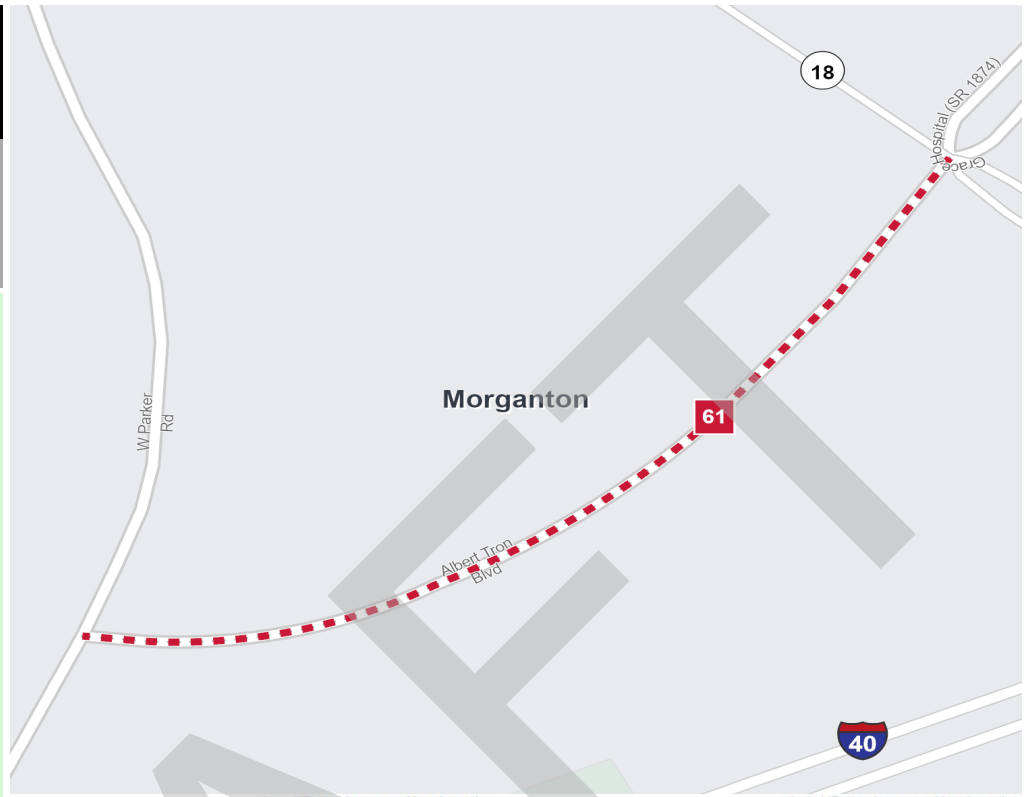 18
Hospital (SR 1874)
Grace
Morganton
W Parker
Rd
61
Albert Tron
Blvd
40